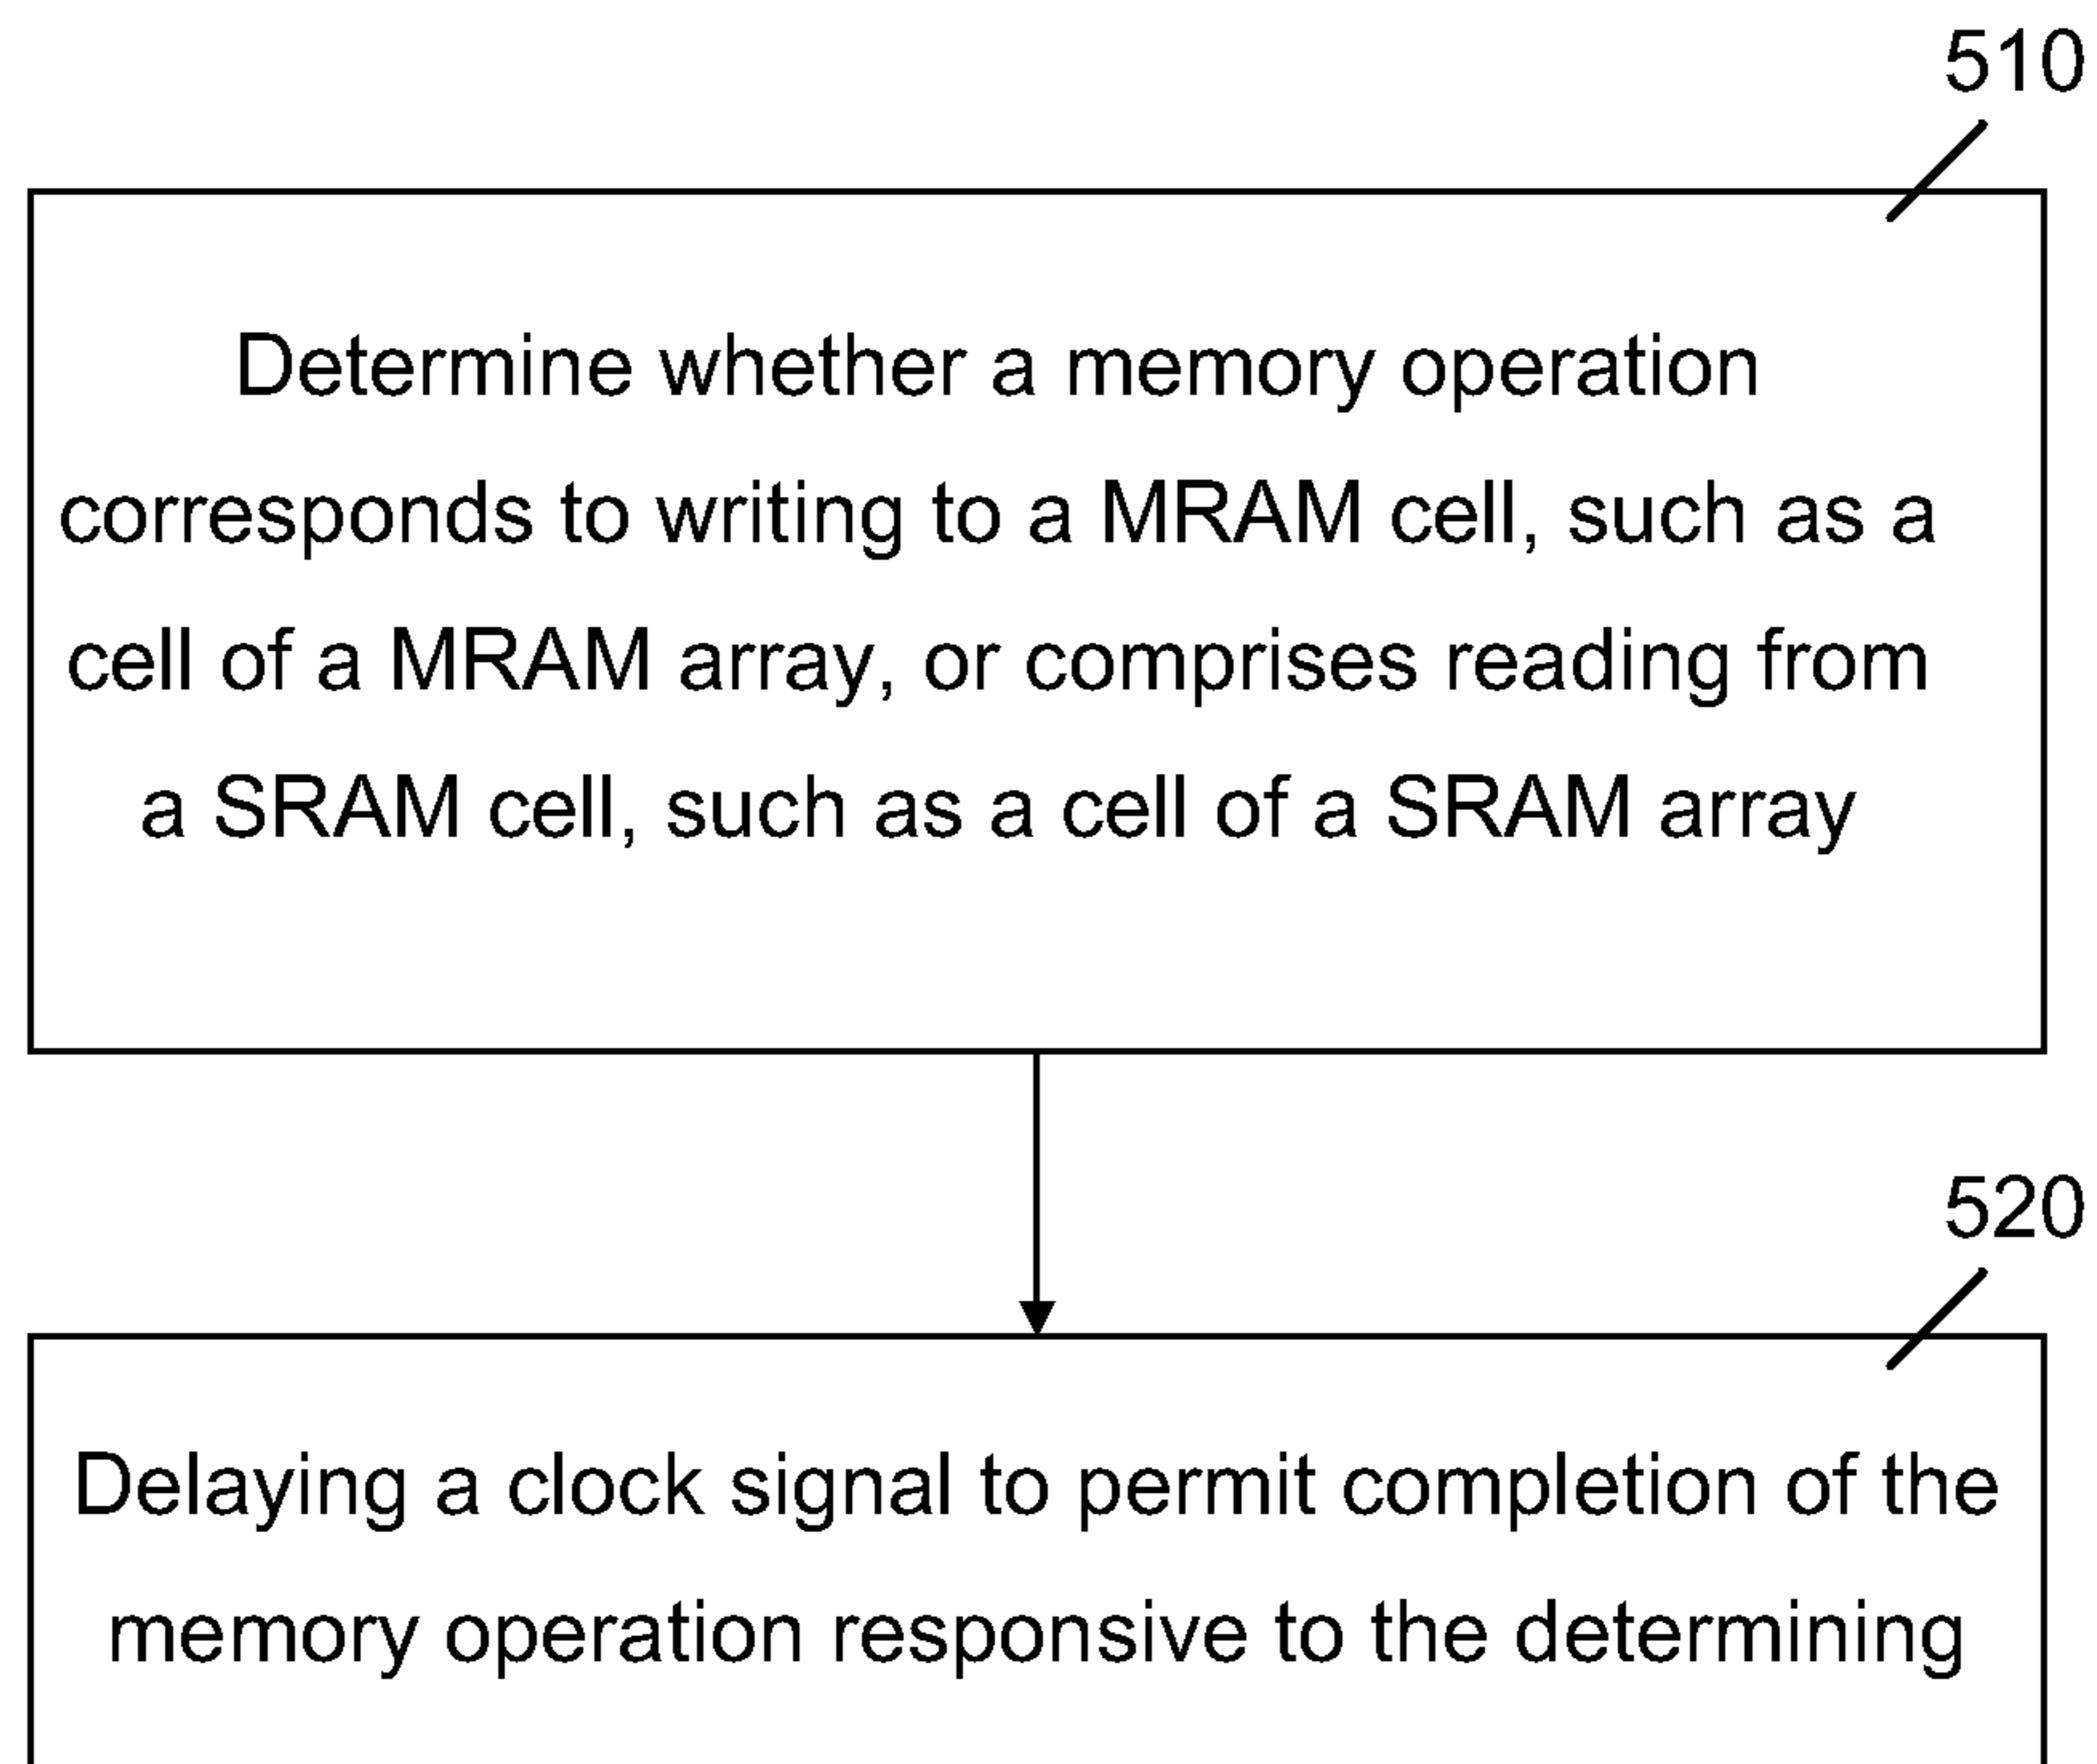 510
Determine whether a memory operation
corresponds to writing to a MRAM cell, such as a
cell of a MRAM array, or comprises reading from
a SRAM cell, such as a cell of a SRAM array
520
Delaying a clock signal to permit completion of the
memory operation responsive to the determining